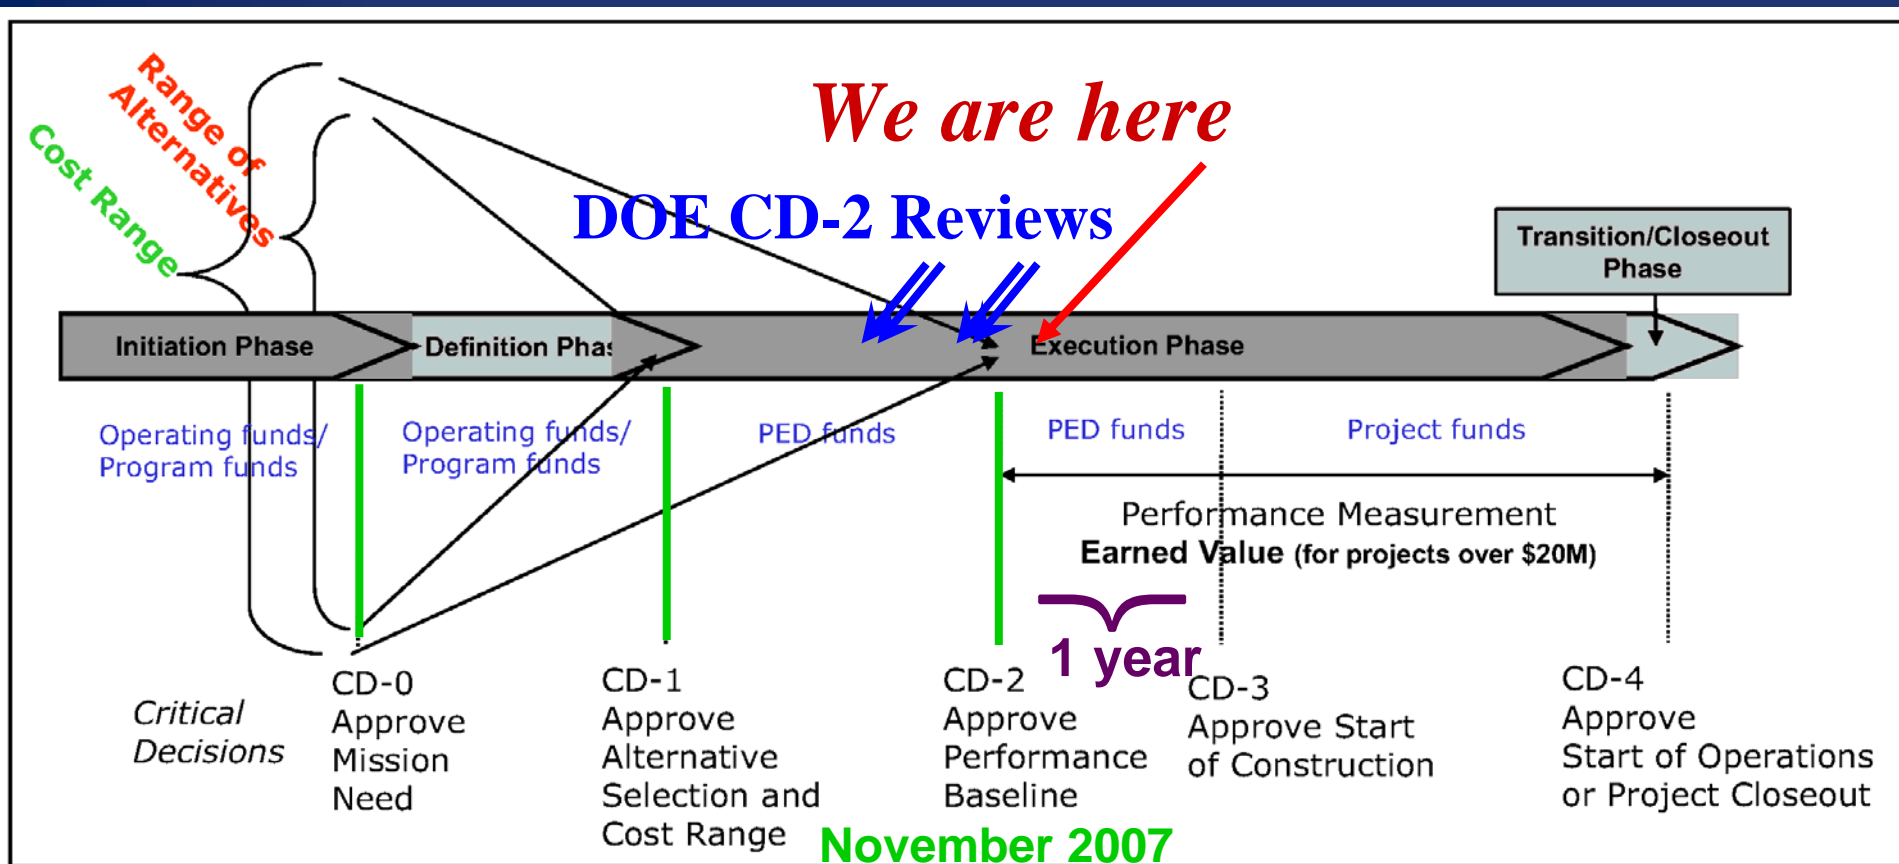 We are here
Range of
Alternatives
Cost Range
DOE CD-2 Reviews
Transition/Closeout
Phase
Initiation Phase
Definition Phas
Execution Phase
Operating funds/
Program funds
Operating funds/
Program funds
PED funds
PED funds
Project funds
Performance Measurement
Earned Value (for projects over $20M)
1 year
Critical
Decisions
CD-0
Approve
Mission
Need
CD-1
Approve
Alternative
Selection and
Cost Range
CD-2
Approve
Performance
Baseline
November 2007
CD-3
Approve Start
of Construction
CD-4
Approve
Start of Operations
or Project Closeout